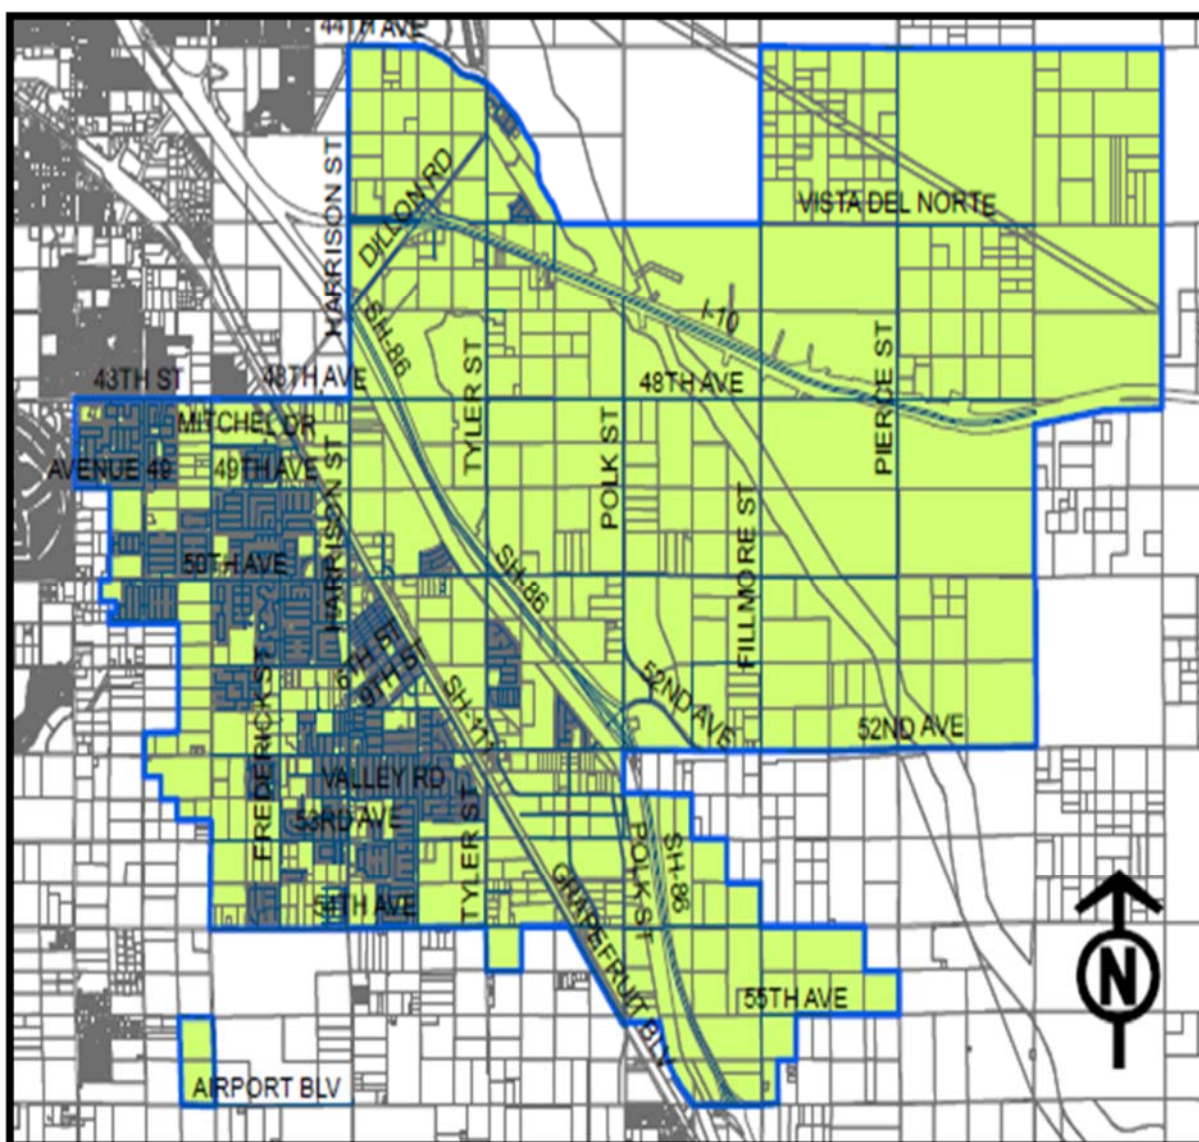 44TH AVE
HARRISON ST
DILLON RD
VISTA DEL NORTE
I-10
SH-86
43TH ST
48TH AVE
48TH AVE
TYLER ST
PIERCE ST
MITCHEL DR
AVENUE 49
49TH AVE
HARRISON ST
POLK ST
FILLMORE ST
50TH AVE
SH-86
6TH ST
9TH ST
FREDERICK ST
52ND AVE
52ND AVE
SH-111
VALLEY RD
53RD AVE
TYLER ST
POLK ST
SH-86
GRAPEFRUIT BLV
54TH AVE
55TH AVE
AIRPORT BLV
N